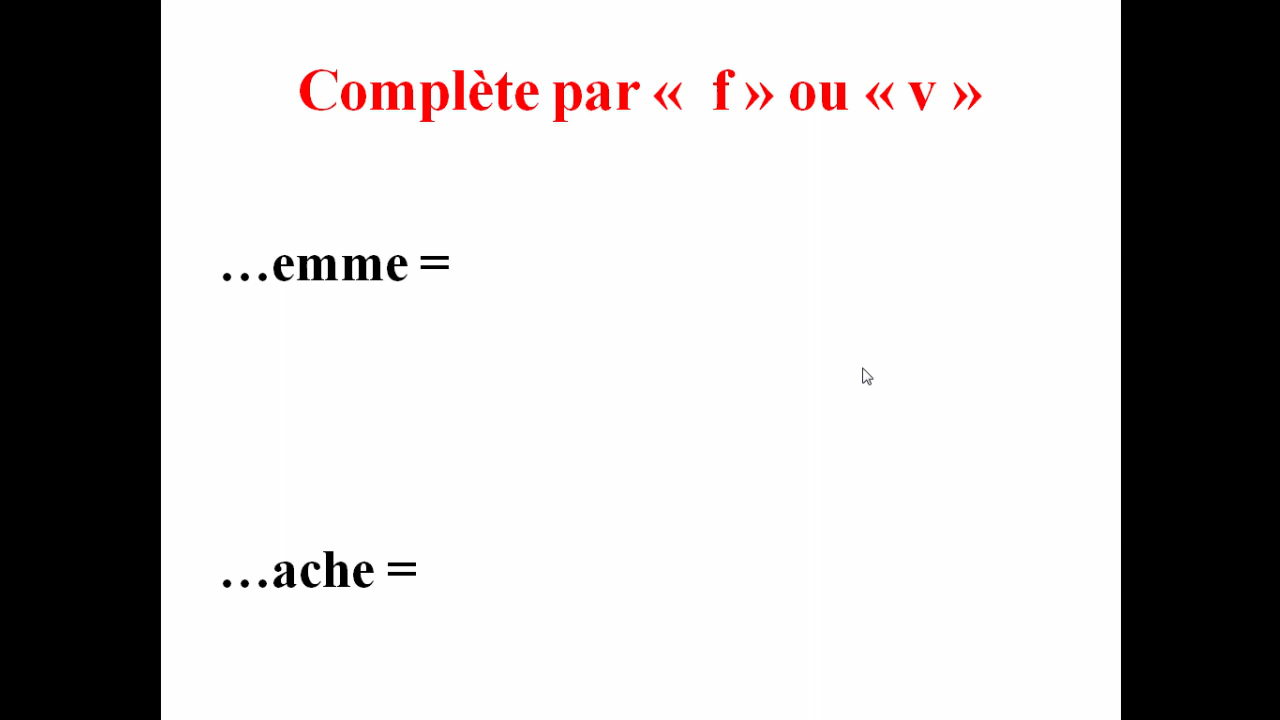 Complète par «  f » ou « v »
…emme =
…ache =